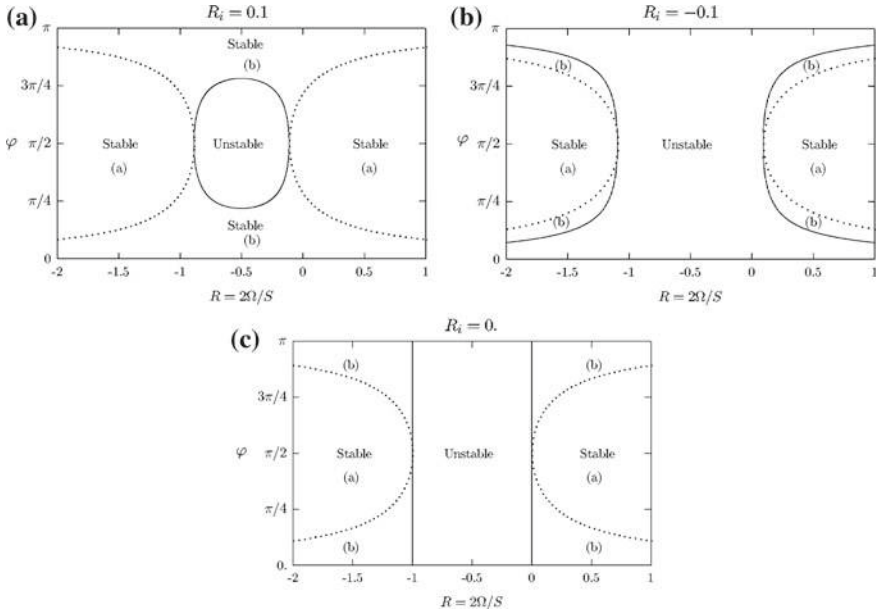 (a)
R_i = 0.1
π
3π/4
φ π/2
π/4
0
Stable
(b)
Stable
(a)
Unstable
Stable
(a)
Stable
(b)
-2 -1.5 -1 -0.5 0 0.5 1
R = 2Ω/S
(b)
R_i = −0.1
π
3π/4
φ π/2
π/4
0
(b)
(b)
Stable
(a)
Unstable
Stable
(a)
(b)
(b)
-2 -1.5 -1 -0.5 0 0.5 1
R = 2Ω/S
(c)
R_i = 0.
π
3π/4
φ π/2
π/4
0.
(b)
(b)
Stable
(a)
Unstable
Stable
(a)
(b)
(b)
-2 -1.5 -1 -0.5 0 0.5 1
R = 2Ω/S